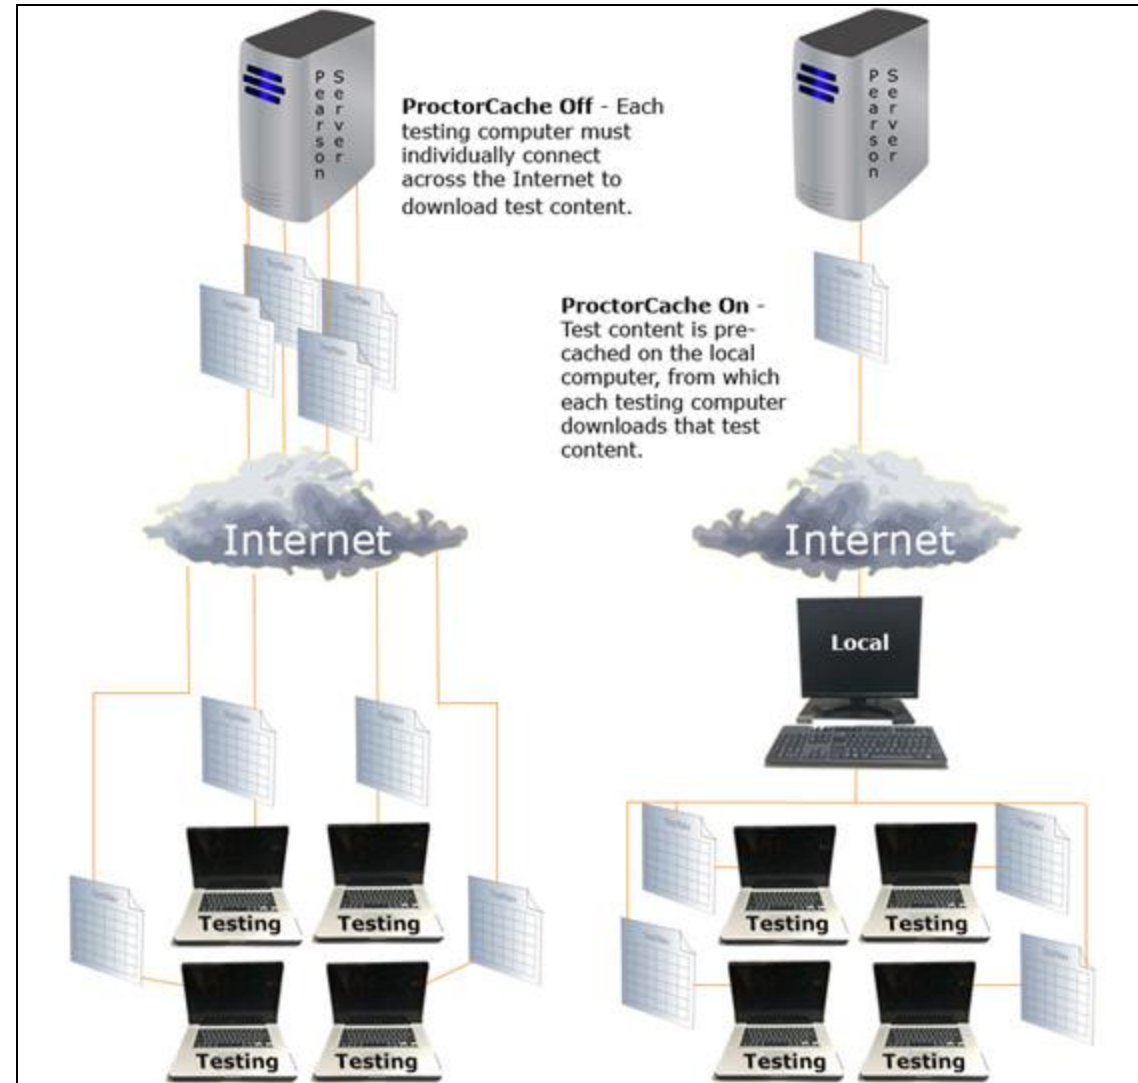 Pearson
Server
ProctorCache Off - Each
testing computer must
individually connect
across the Internet to
download test content.
Pearson
Server
ProctorCache On -
Test content is pre-
cached on the local
computer, from which
each testing computer
downloads that test
content.
Internet
Internet
Local
Testing
Testing
Testing
Testing
Testing
Testing
Testing
Testing